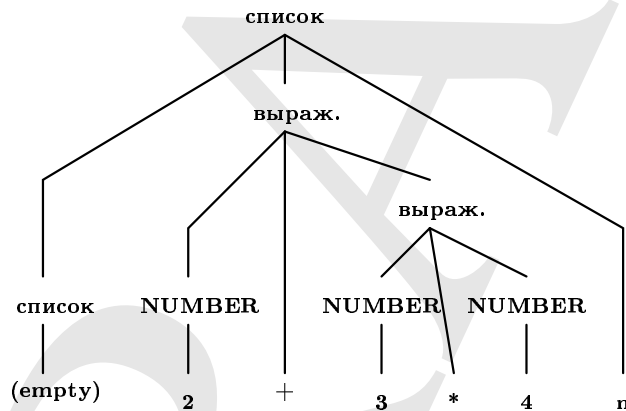 список
выраж.
выраж.
список NUMBER NUMBER NUMBER
(empty) 2 + 3 * 4